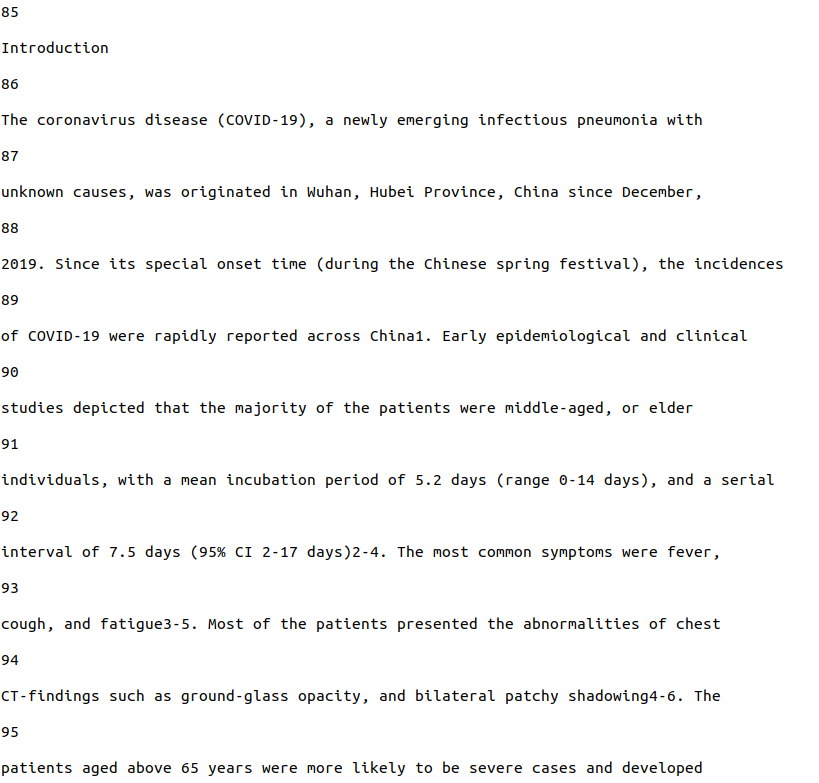 85
Introduction
86
The coronavirus disease (COVID-19), a newly emerging infectious pneumonia with
87
unknown causes, was originated in Wuhan, Hubei Province, China since December,
88
2019. Since its special onset time (during the Chinese spring festival), the incidences
89
of COVID-19 were rapidly reported across China1. Early epidemiological and clinical
90
studies depicted that the majority of the patients were middle-aged, or elder
91
individuals, with a mean incubation period of 5.2 days (range 0-14 days), and a serial
92
interval of 7.5 days (95% CI 2-17 days)2-4. The most common symptoms were fever,
93
cough, and fatigue3-5. Most of the patients presented the abnormalities of chest
94
CT-findings such as ground-glass opacity, and bilateral patchy shadowing4-6. The
95
patients aged above 65 years were more likely to be severe cases and developed